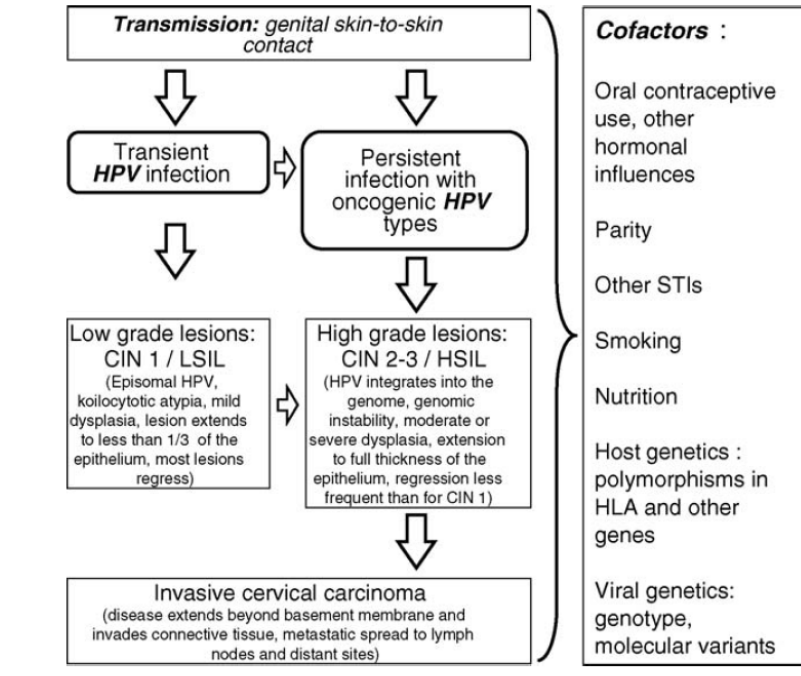 Transmission: genital skin-to-skin
contact
Transient
HPV infection
Persistent
infection with
oncogenic HPV
types
Low grade lesions:
CIN 1 / LSIL
(Episomal HPV,
koilocytotic atypia, mild
dysplasia, lesion extends
to less than 1/3 of the
epithelium, most lesions
regress)
High grade lesions:
CIN 2-3 / HSIL
(HPV integrates into the
genome, genomic
instability, moderate or
severe dysplasia, extension
to full thickness of the
epithelium, regression less
frequent than for CIN 1)
Invasive cervical carcinoma
(disease extends beyond basement membrane and
invades connective tissue, metastatic spread to lymph
nodes and distant sites)
Cofactors :
Oral contraceptive
use, other
hormonal
influences
Parity
Other STIs
Smoking
Nutrition
Host genetics :
polymorphisms in
HLA and other
genes
Viral genetics:
genotype,
molecular variants